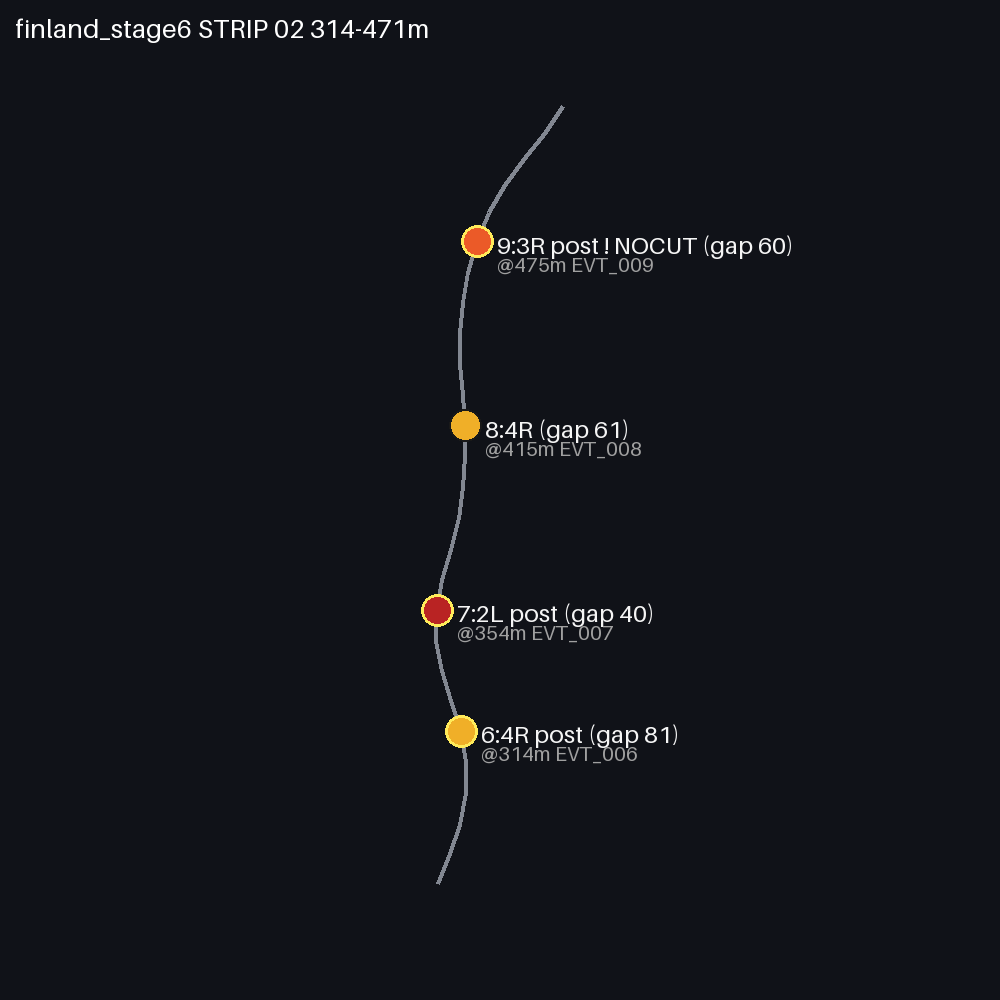 finland_stage6 STRIP 02 314-471m
9:3R post ! NOCUT (gap 60)
@475m EVT_009
8:4R (gap 61)
@415m EVT_008
7:2L post (gap 40)
@354m EVT_007
6:4R post (gap 81)
@314m EVT_006